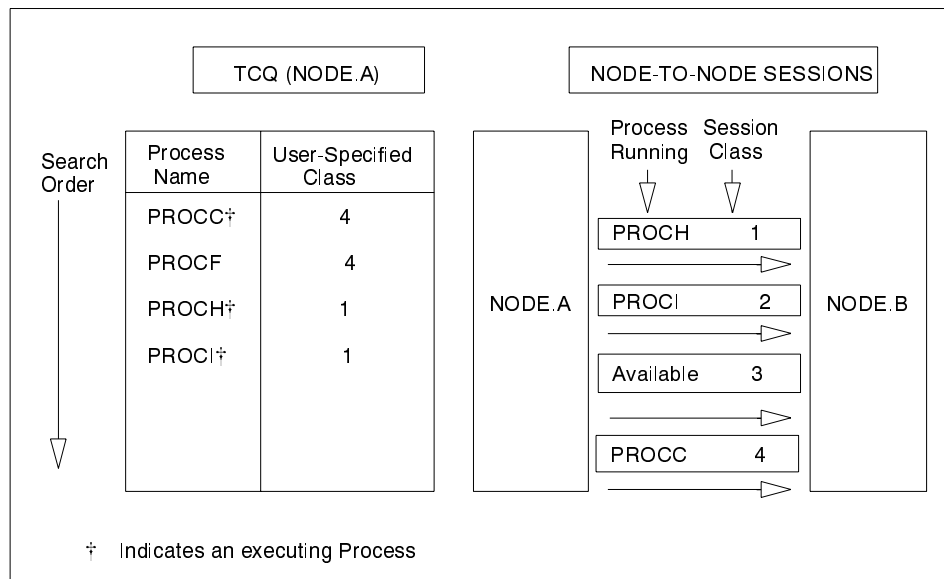 TCQ (NODE.A)
NODE-TO-NODE SESSIONS
Search
Order
Process
Name
User-Specified
Class
PROCC† 4
PROCF 4
PROCH† 1
PROCI† 1
Process
Running
Session
Class
NODE.A
PROCH 1
PROCI 2
Available 3
PROCC 4
NODE.B
† Indicates an executing Process